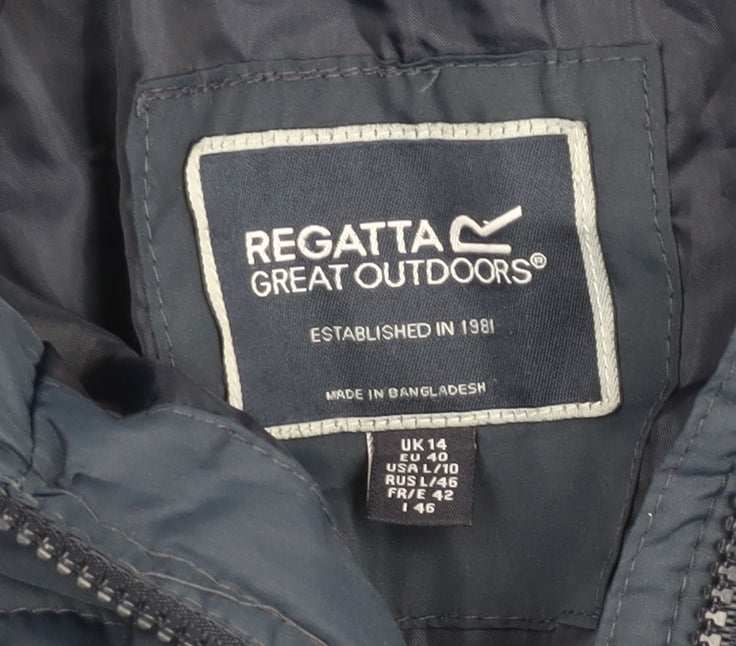 REGATTA
GREAT OUTDOORS®
ESTABLISHED IN 1981
MADE IN BANGLADESH
UK 14
EU 40
USA L/10
RUS L/46
FR/E 42
I 46